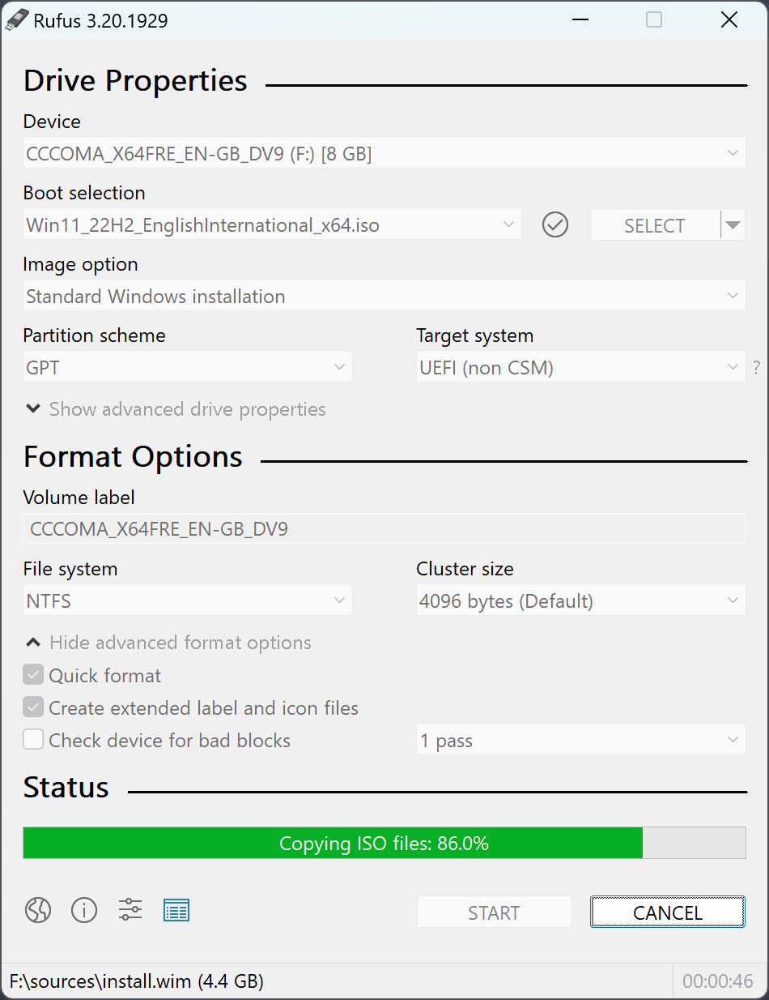 Rufus 3.20.1929
Drive Properties
Device
CCCOMA_X64FRE_EN-GB_DV9 (F:) [8 GB]
Boot selection
Win11_22H2_EnglishInternational_x64.iso
SELECT
Image option
Standard Windows installation
Partition scheme
Target system
GPT
UEFI (non CSM)
?
Show advanced drive properties
Format Options
Volume label
CCCOMA_X64FRE_EN-GB_DV9
File system
Cluster size
NTFS
4096 bytes (Default)
Hide advanced format options
Quick format
Create extended label and icon files
Check device for bad blocks
1 pass
Status
Copying ISO files: 86.0%
START
CANCEL
F:\sources\install.wim (4.4 GB)
00:00:46